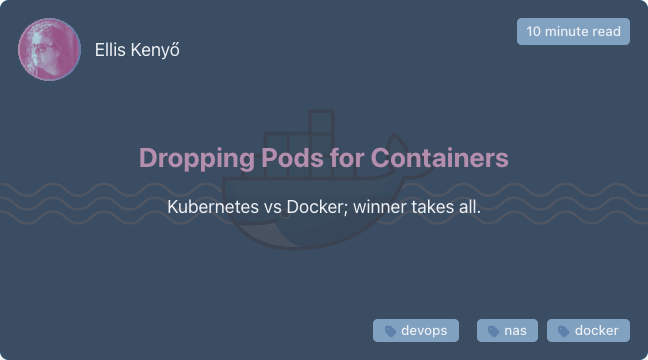 Ellis Kenyő
10 minute read
Dropping Pods for Containers
Kubernetes vs Docker; winner takes all.
devops
nas
docker